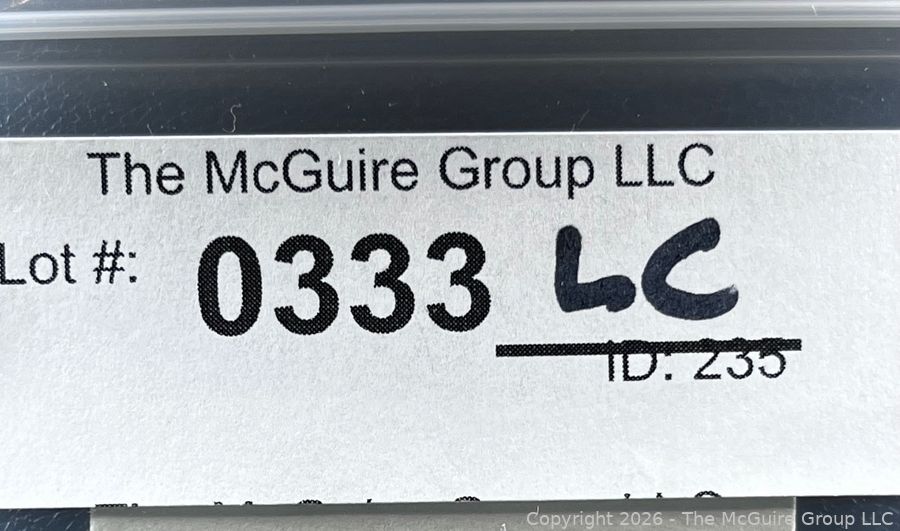 The McGuire Group LLC
Lot #: 0333 LC
ID: 235
Copyright 2026 - The McGuire Group LLC